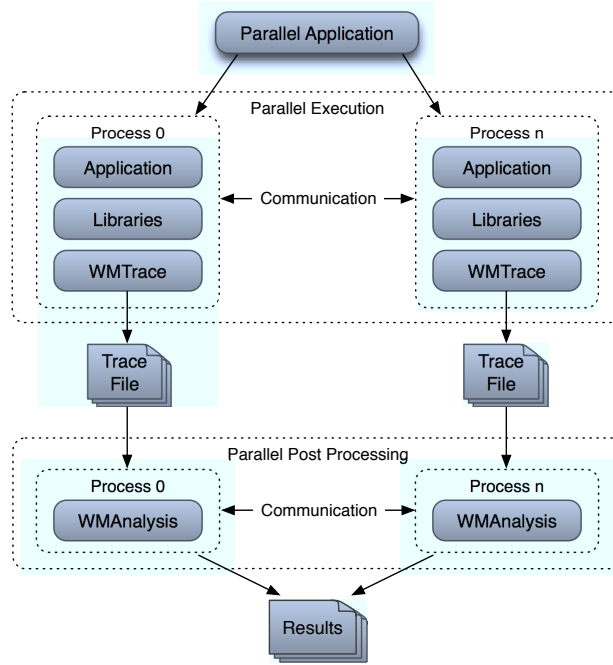 Parallel Application
Parallel Execution
Process 0
Process n
Application
Application
Communication
Libraries
Libraries
WMTrace
WMTrace
Trace
File
Trace
File
Parallel Post Processing
Process 0
Process n
Communication
WMAnalysis
WMAnalysis
Results